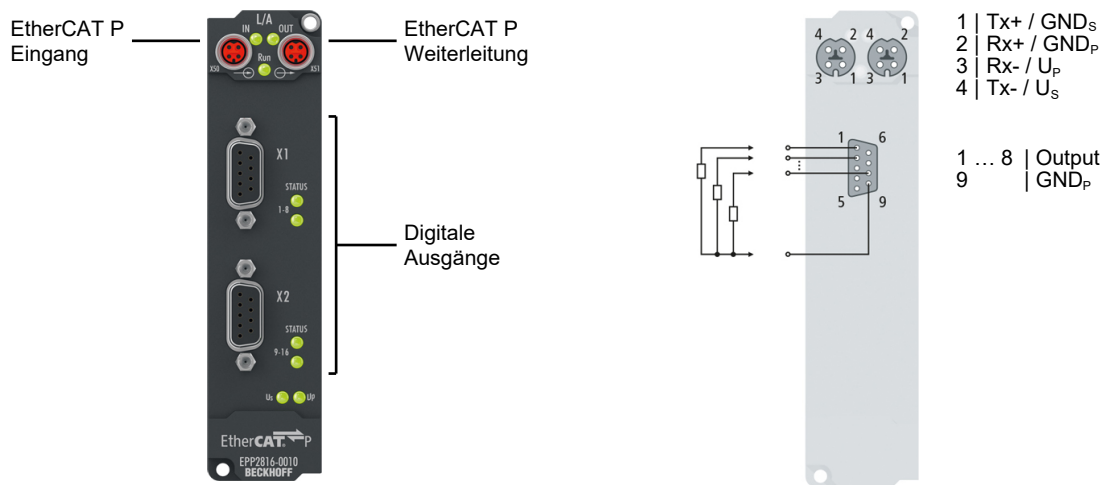 EtherCAT P
Eingang
L/A
IN OUT
X50 Run X51
EtherCAT P
Weiterleitung
X1
STATUS
1-8
X2
STATUS
9-16
Us Up
Digitale
Ausgänge
EtherCAT P
EPP2816-0010
BECKHOFF
4 2 4 2
3 1 3 1
1 | Tx+ / GNDS
2 | Rx+ / GNDP
3 | Rx- / UP
4 | Tx- / US
1 6
5 9
1 … 8 | Output
9 | GNDP